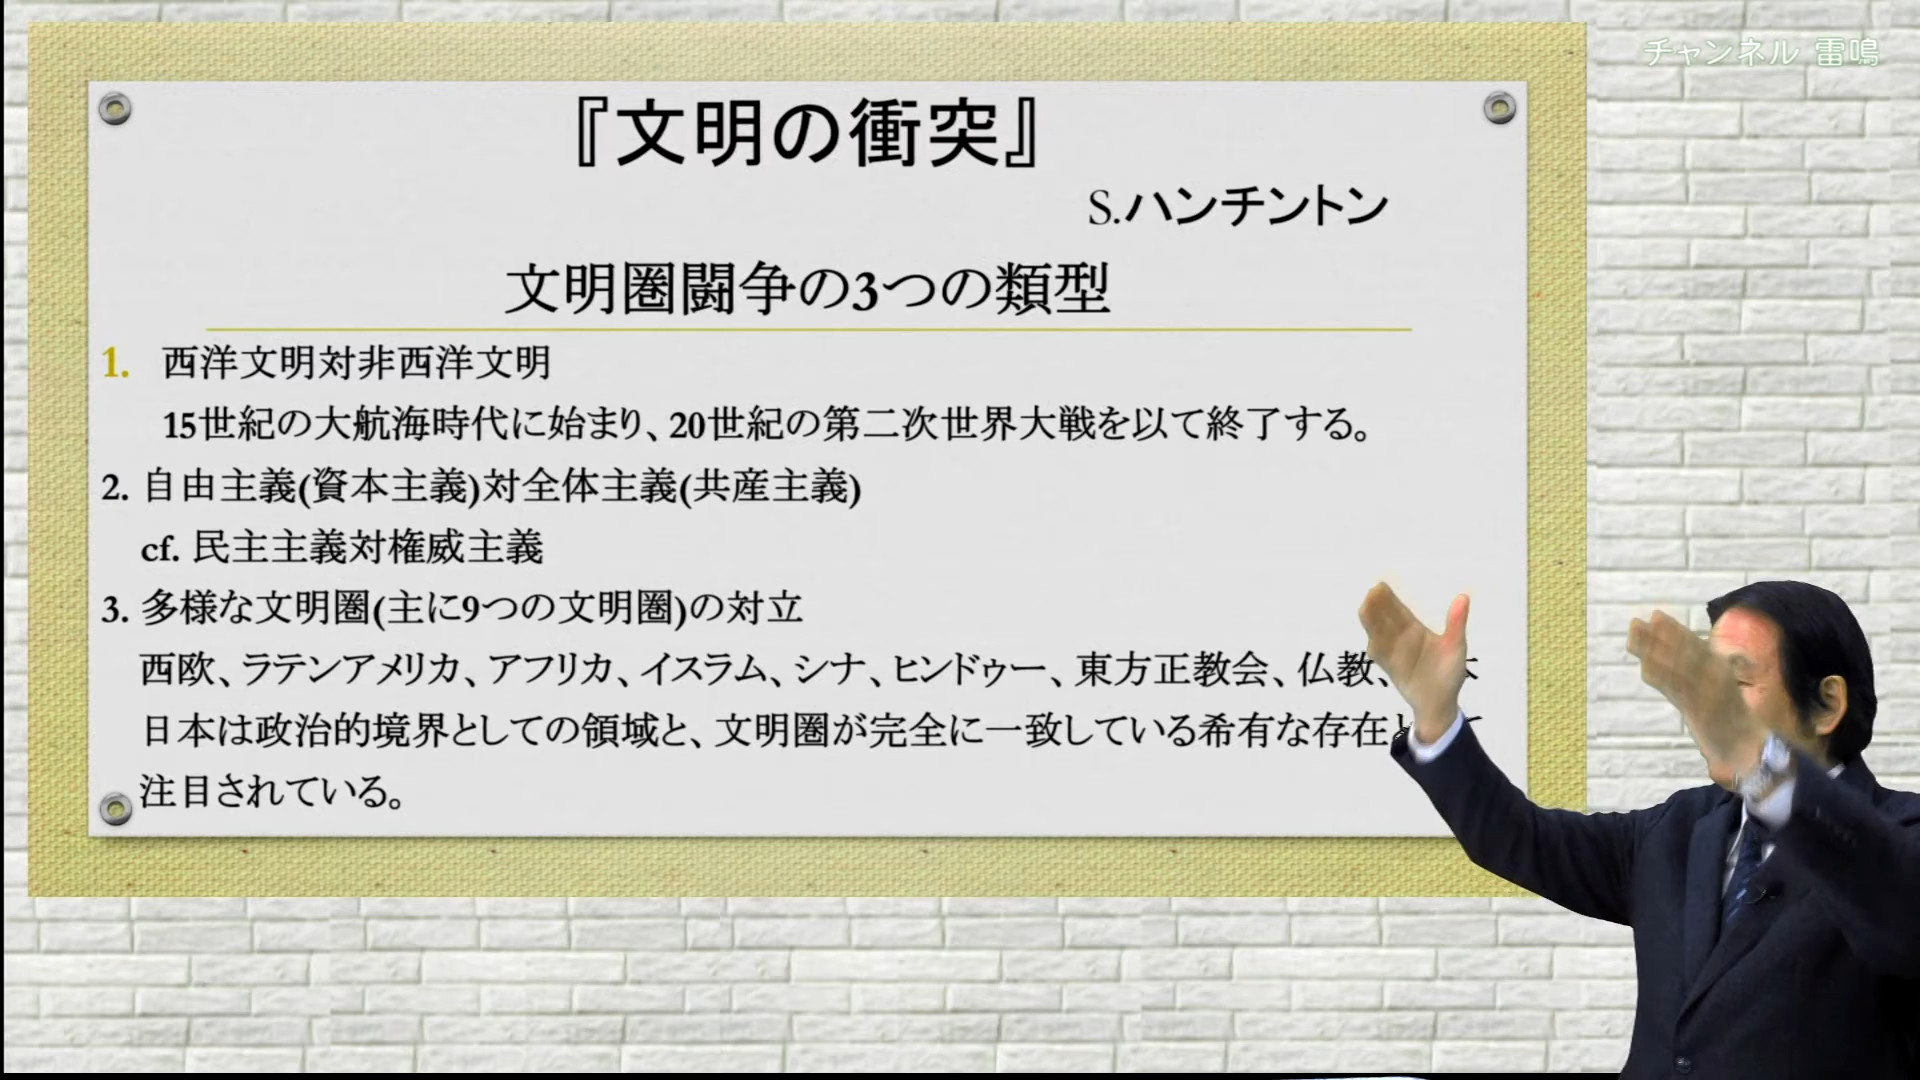 チャンネル 雷鳴
『文明の衝突』
S.ハンチントン
文明圏闘争の3つの類型
1. 西洋文明対非西洋文明
15世紀の大航海時代に始まり、20世紀の第二次世界大戦を以て終了する。
2. 自由主義(資本主義)対全体主義(共産主義)
cf. 民主主義対権威主義
3. 多様な文明圏(主に9つの文明圏)の対立
西欧、ラテンアメリカ、アフリカ、イスラム、シナ、ヒンドゥー、東方正教会、仏教、
日本は政治的境界としての領域と、文明圏が完全に一致している希有な存在
注目されている。